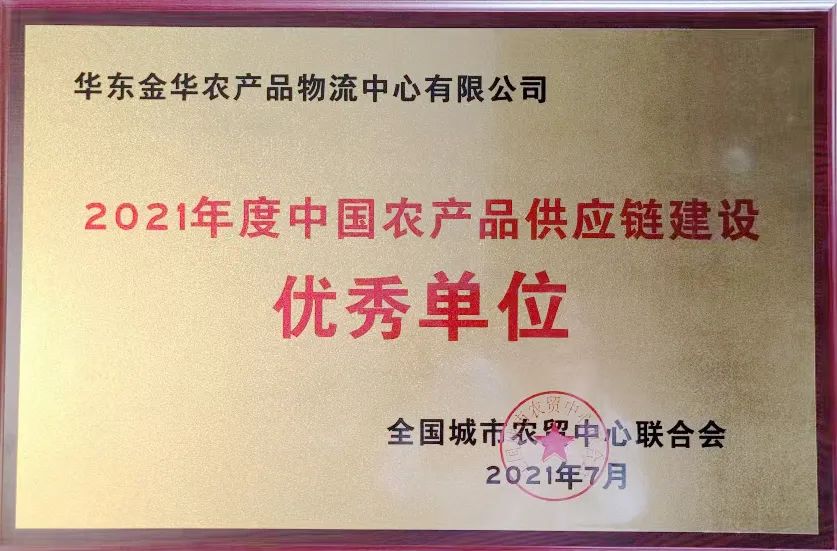 华东金华农产品物流中心有限公司
2021年度中国农产品供应链建设
优秀单位
全国城市农贸中心联合会
2021年7月